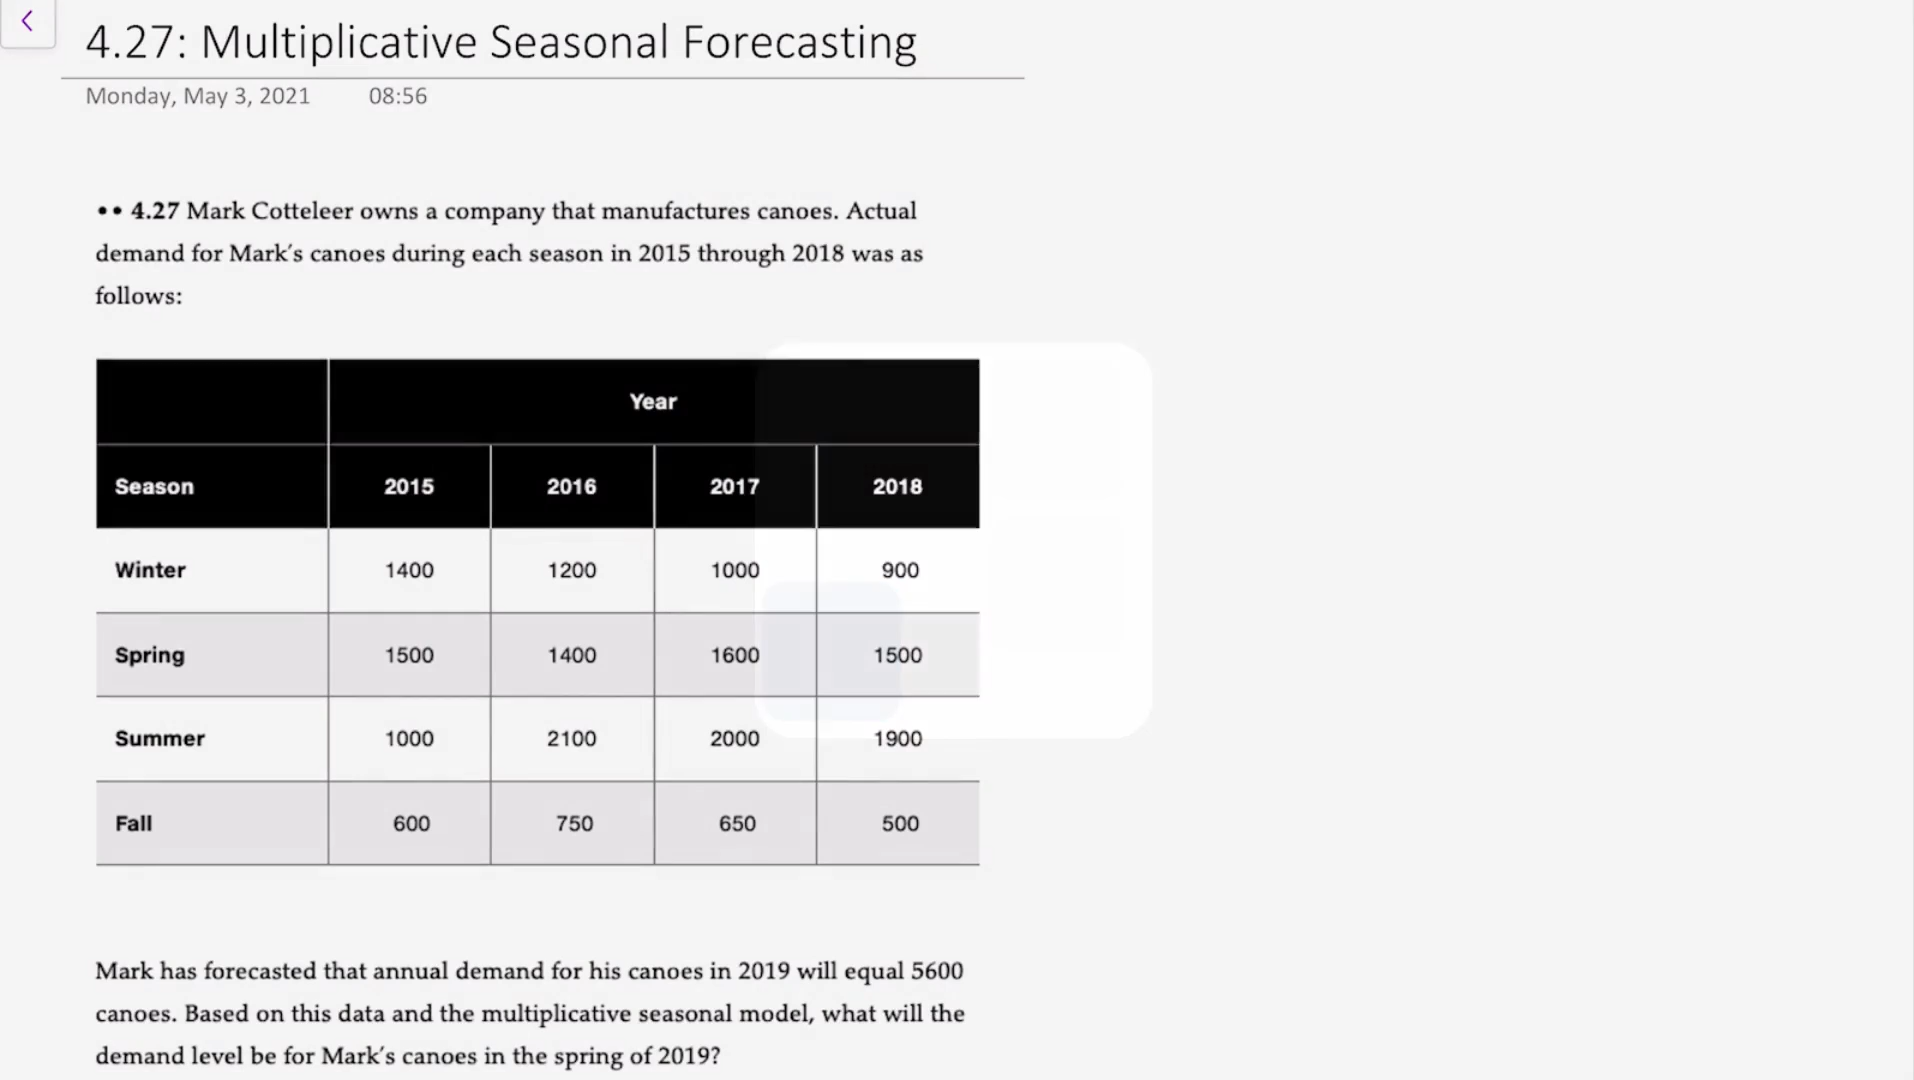 4.27: Multiplicative Seasonal Forecasting
Monday, May 3, 2021 08:56
•• 4.27 Mark Cotteleer owns a company that manufactures canoes. Actual
demand for Mark's canoes during each season in 2015 through 2018 was as
follows:
Year
Season 2015 2016 2017 2018
Winter 1400 1200 1000 900
Spring 1500 1400 1600 1500
Summer 1000 2100 2000 1900
Fall 600 750 650 500
Mark has forecasted that annual demand for his canoes in 2019 will equal 5600
canoes. Based on this data and the multiplicative seasonal model, what will the
demand level be for Mark's canoes in the spring of 2019?